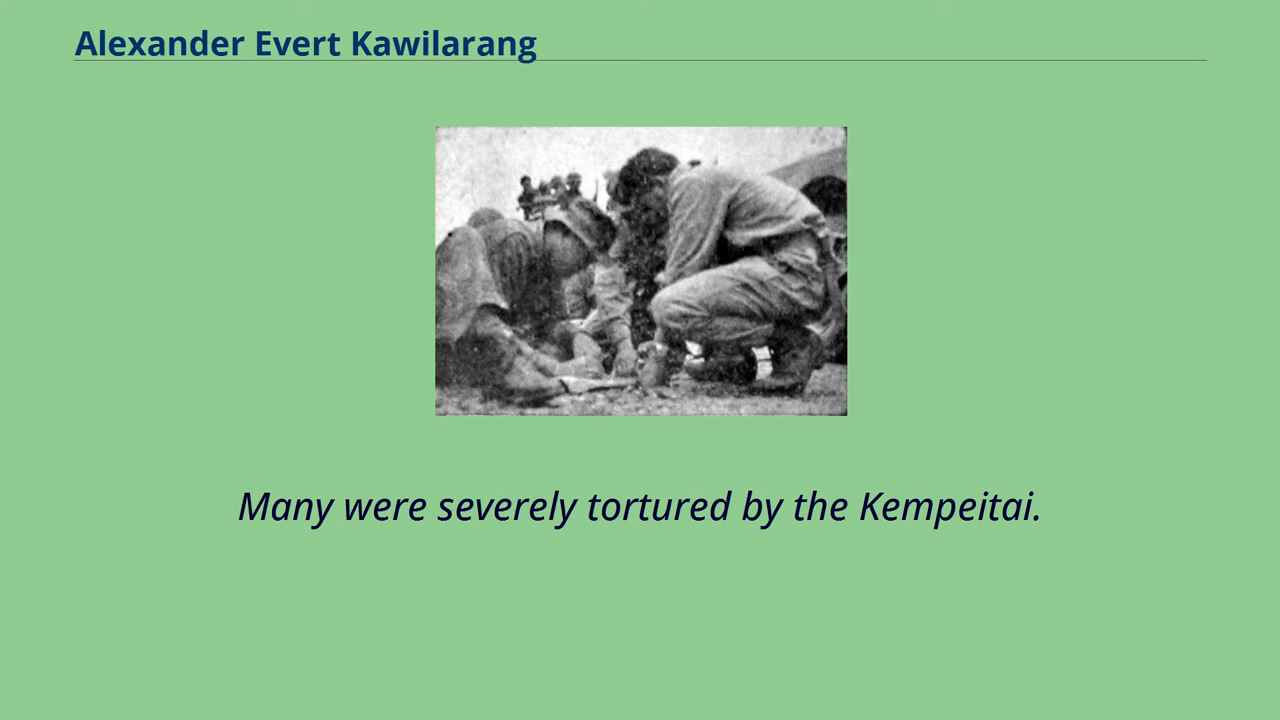 Alexander Evert Kawilarang
Many were severely tortured by the Kempeitai.